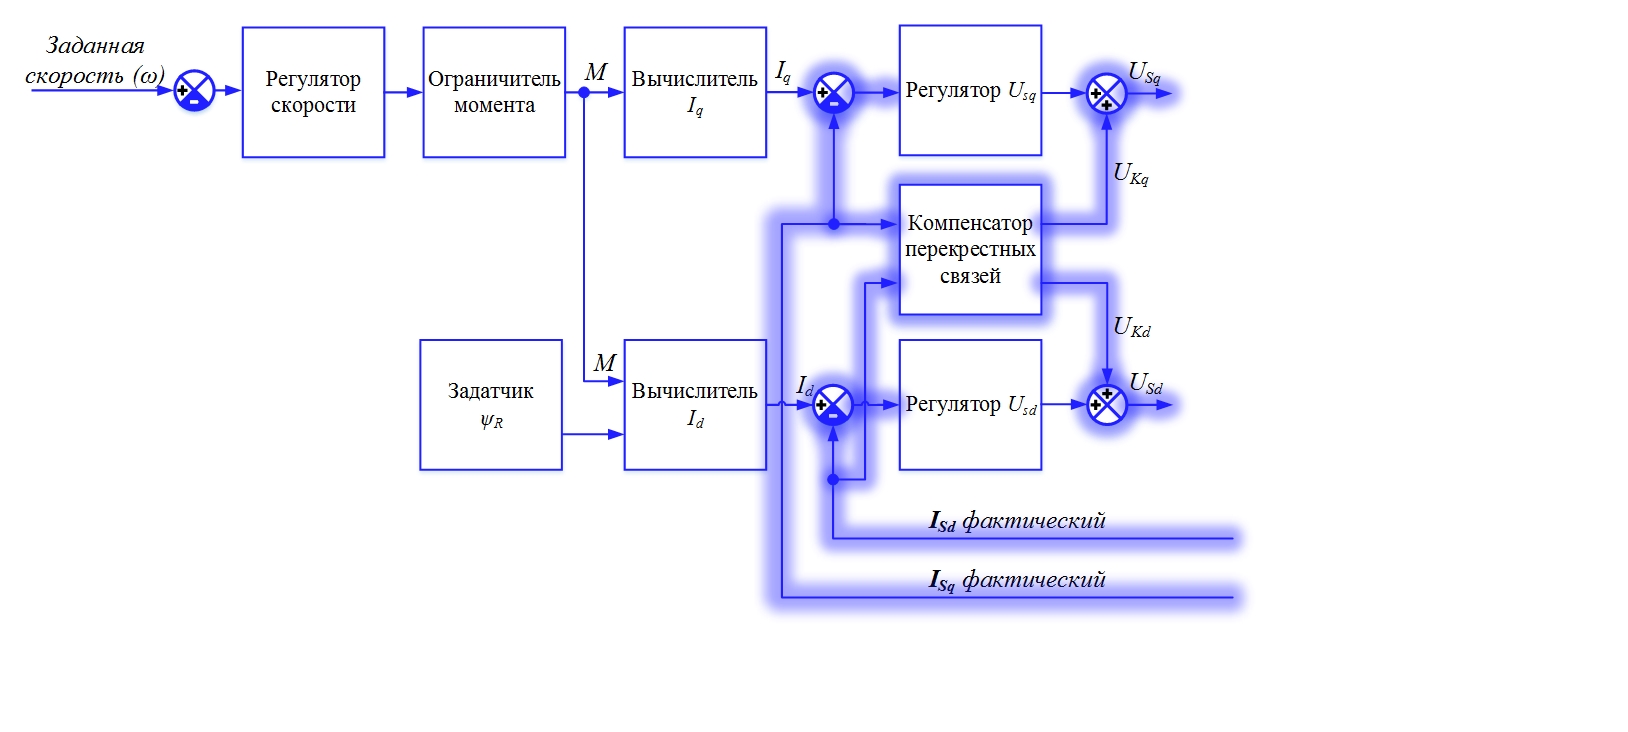 Заданная
скорость (ω)
Регулятор
скорости
Ограничитель
момента
M
Вычислитель
Iq
Iq
Регулятор Usq
USq
UKq
Компенсатор
перекрестных
связей
UKd
Задатчик
ψR
M
Вычислитель
Id
Id
Регулятор Usd
USd
ISd фактический
ISq фактический